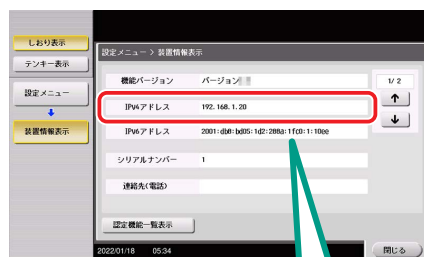 しおり表示
テンキー表示
設定メニュー
装置情報表示
設定メニュー > 装置情報表示
機能バージョン バージョン
1/ 2
IPv4アドレス 192.168.1.20
IPv6アドレス 2001:db8:bd05:1d2:288a:1fc0:1:10ee
シリアルナンバー 1
連絡先(電話)
認定機能一覧表示
2022/01/18 05:34
閉じる